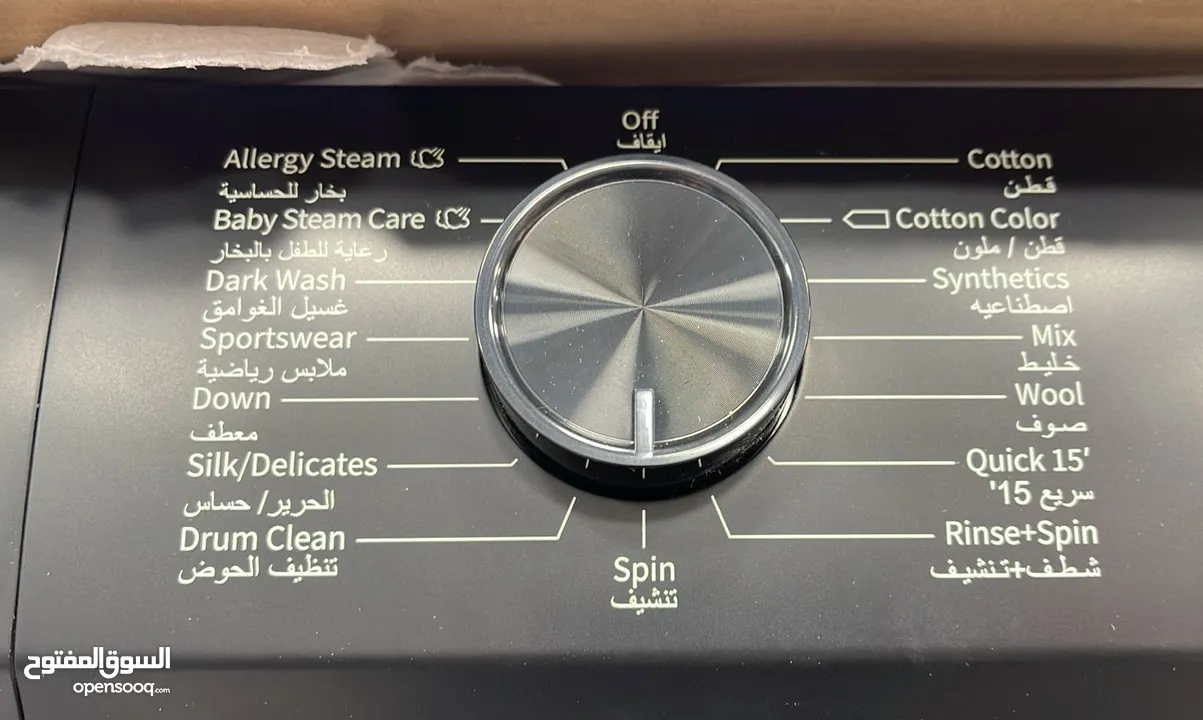 Off
ايقاف
Allergy Steam
بخار للحساسية
Baby Steam Care
رعاية للطفل بالبخار
Dark Wash
غسيل الغوامق
Sportswear
ملابس رياضية
Down
معطف
Silk/Delicates
الحرير/ حساس
Drum Clean
تنظيف الحوض
Cotton
قطن
Cotton Color
قطن / ملون
Synthetics
اصطناعيه
Mix
خليط
Wool
صوف
Quick 15'
سريع 15'
Rinse+Spin
شطف+تنشيف
Spin
تنشيف
السوق المفتوح
opensooq.com